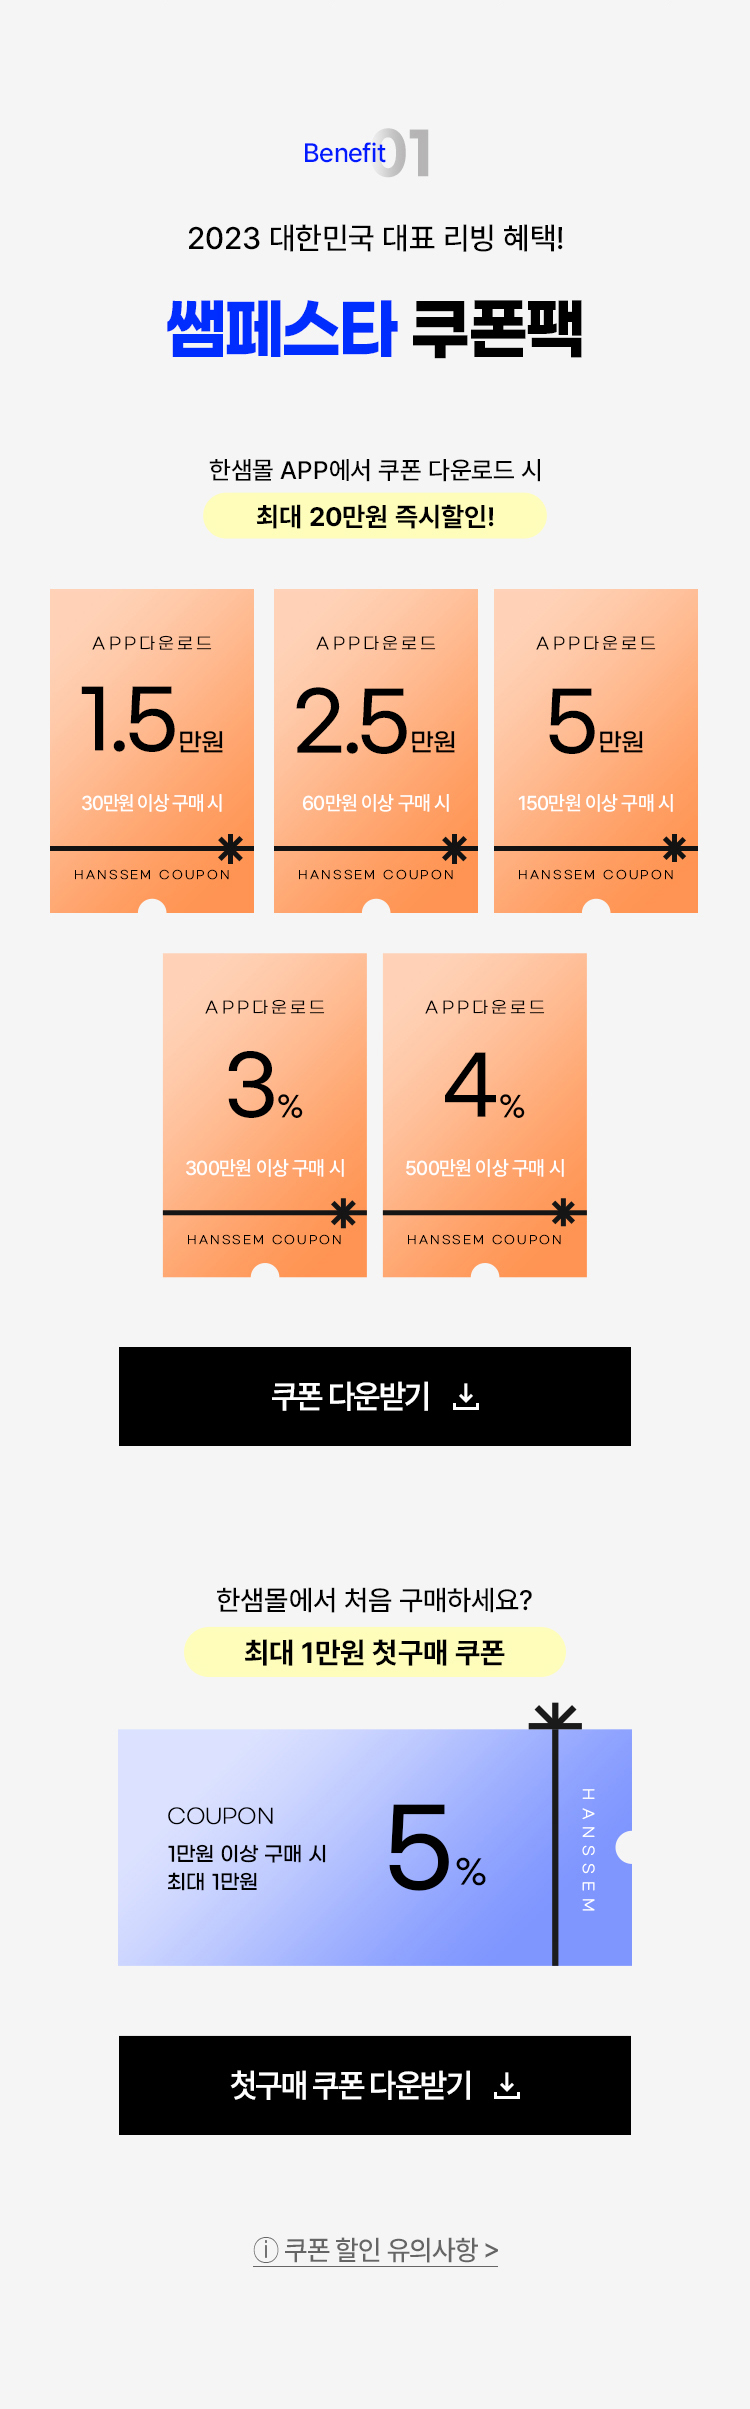 Benefit 01
2023 대한민국 대표 리빙 혜택!
쌤페스타 쿠폰팩
한샘몰 APP에서 쿠폰 다운로드 시
최대 20만원 즉시할인!
APP다운로드
1.5만원
30만원 이상 구매 시
HANSSEM COUPON
APP다운로드
2.5만원
60만원 이상 구매 시
HANSSEM COUPON
APP다운로드
5만원
150만원 이상 구매 시
HANSSEM COUPON
APP다운로드
3%
300만원 이상 구매 시
HANSSEM COUPON
APP다운로드
4%
500만원 이상 구매 시
HANSSEM COUPON
쿠폰 다운받기
한샘몰에서 처음 구매하세요?
최대 1만원 첫구매 쿠폰
COUPON
1만원 이상 구매 시
최대 1만원
5%
HANSSEM
첫구매 쿠폰 다운받기
ⓘ 쿠폰 할인 유의사항 >